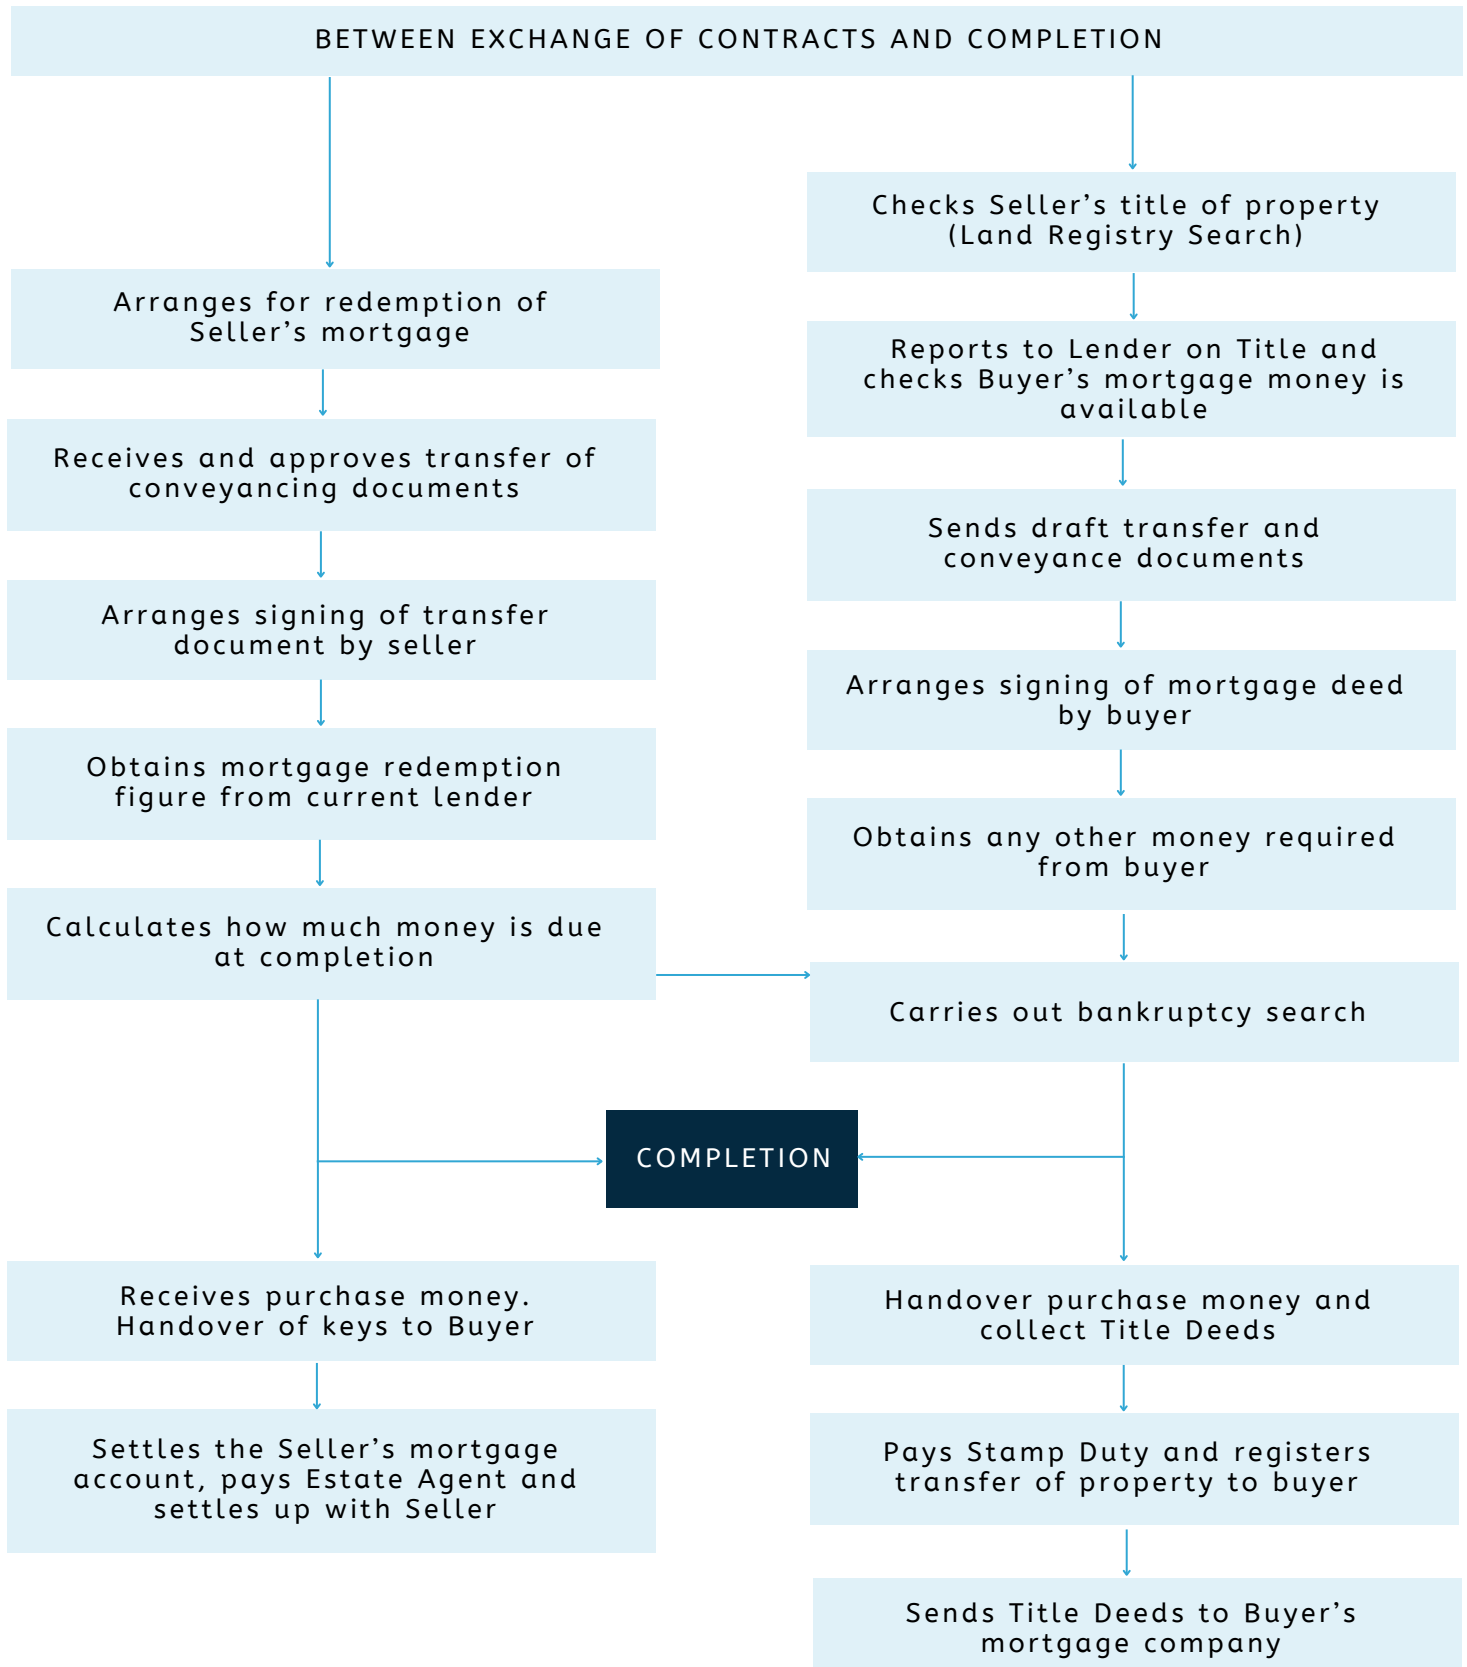 BETWEEN EXCHANGE OF CONTRACTS AND COMPLETION
Arranges for redemption of
Seller’s mortgage
Receives and approves transfer of
conveyancing documents
Arranges signing of transfer
document by seller
Obtains mortgage redemption
figure from current lender
Calculates how much money is due
at completion
Checks Seller’s title of property
(Land Registry Search)
Reports to Lender on Title and
checks Buyer’s mortgage money is
available
Sends draft transfer and
conveyance documents
Arranges signing of mortgage deed
by buyer
Obtains any other money required
from buyer
Carries out bankruptcy search
COMPLETION
Receives purchase money.
Handover of keys to Buyer
Settles the Seller’s mortgage
account, pays Estate Agent and
settles up with Seller
Handover purchase money and
collect Title Deeds
Pays Stamp Duty and registers
transfer of property to buyer
Sends Title Deeds to Buyer’s
mortgage company